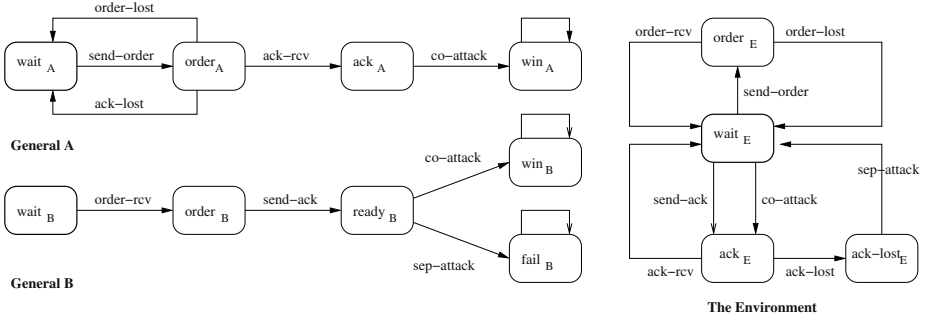 order−lost
wait A
send−order
order A
ack−rcv
ack A
co−attack
win A
ack−lost
General A
wait B
order−rcv
order B
send−ack
ready B
co−attack
win B
sep−attack
fail B
General B
order−rcv
order E
order−lost
send−order
wait E
sep−attack
send−ack
co−attack
ack E
ack−lost E
ack−rcv
ack−lost
The Environment